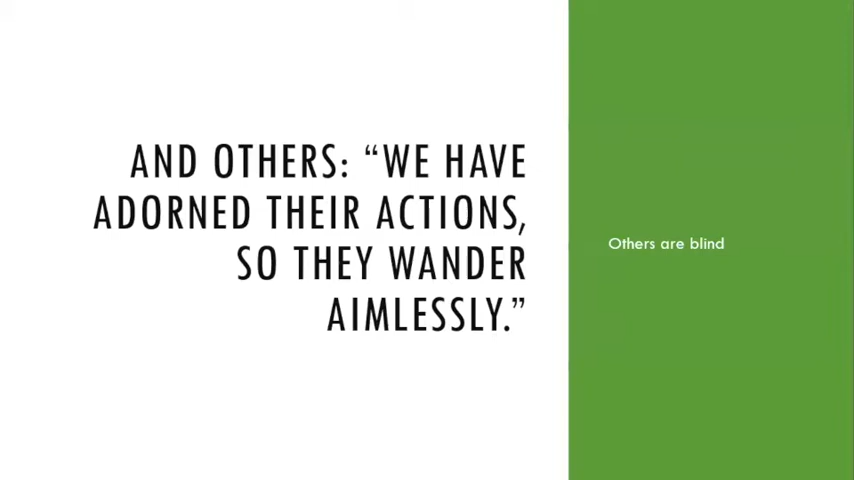 AND OTHERS: “WE HAVE
ADORNED THEIR ACTIONS,
SO THEY WANDER
AIMLESSLY.”
Others are blind